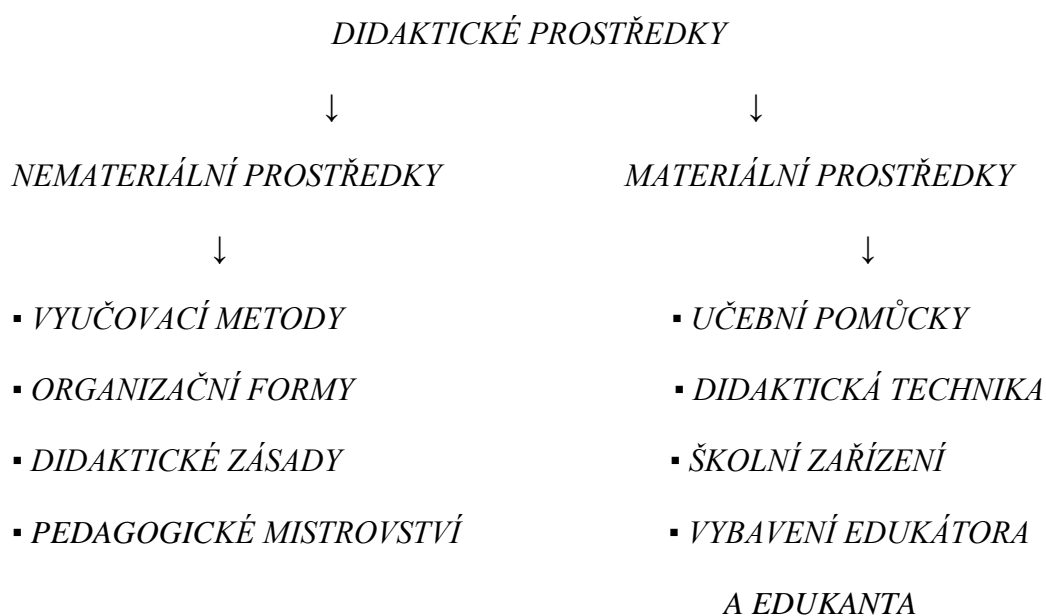 DIDAKTICKÉ PROSTŘEDKY
↓ ↓
NEMATERIÁLNÍ PROSTŘEDKY MATERIÁLNÍ PROSTŘEDKY
↓ ↓
▪ VYUČOVACÍ METODY ▪ UČEBNÍ POMŮCKY
▪ ORGANIZAČNÍ FORMY ▪ DIDAKTICKÁ TECHNIKA
▪ DIDAKTICKÉ ZÁSADY ▪ ŠKOLNÍ ZAŘÍZENÍ
▪ PEDAGOGICKÉ MISTROVSTVÍ ▪ VYBAVENÍ EDUKÁTORA
A EDUKANTA